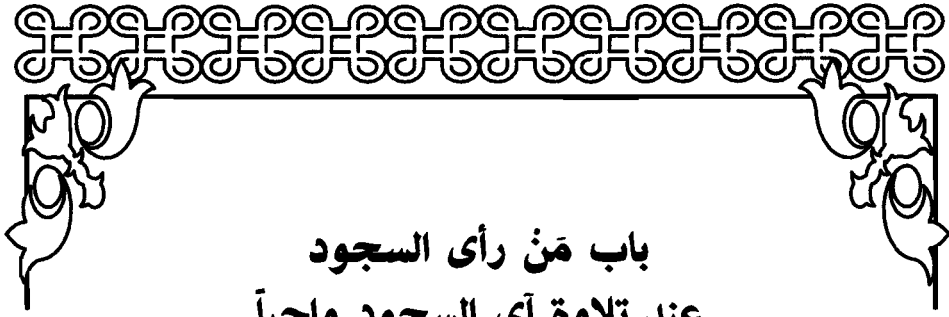 باب مَنْ رأى السجود
عند تلاوة آي السجود واجباً